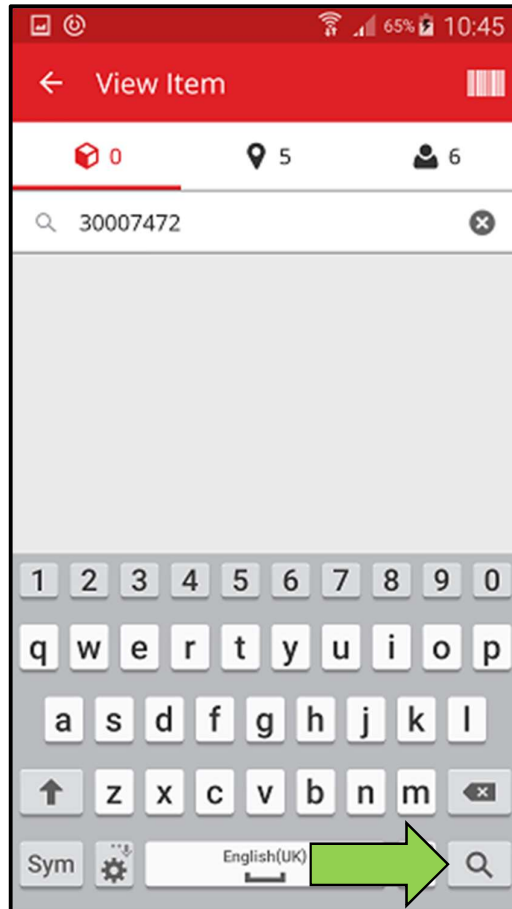 65% 10:45
View Item
0 5 6
30007472
1 2 3 4 5 6 7 8 9 0
q w e r t y u i o p
a s d f g h j k l
z x c v b n m
Sym English(UK)